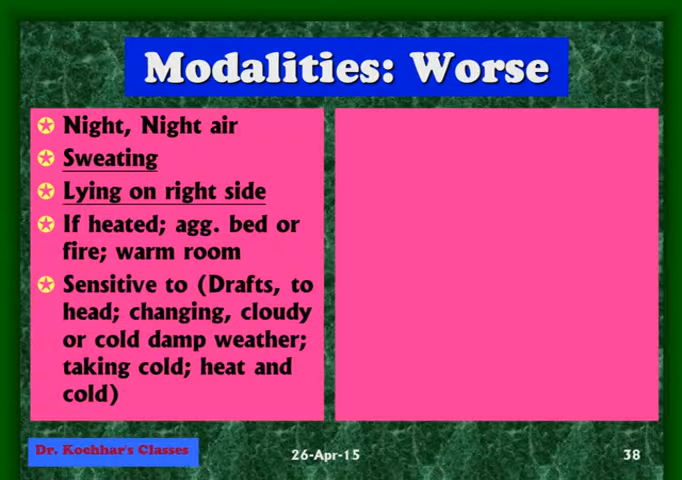 Modalities: Worse
Night, Night air
Sweating
Lying on right side
If heated; agg. bed or
fire; warm room
Sensitive to (Drafts, to
head; changing, cloudy
or cold damp weather;
taking cold; heat and
cold)
Dr. Kochhar's Classes
26-Apr-15
38